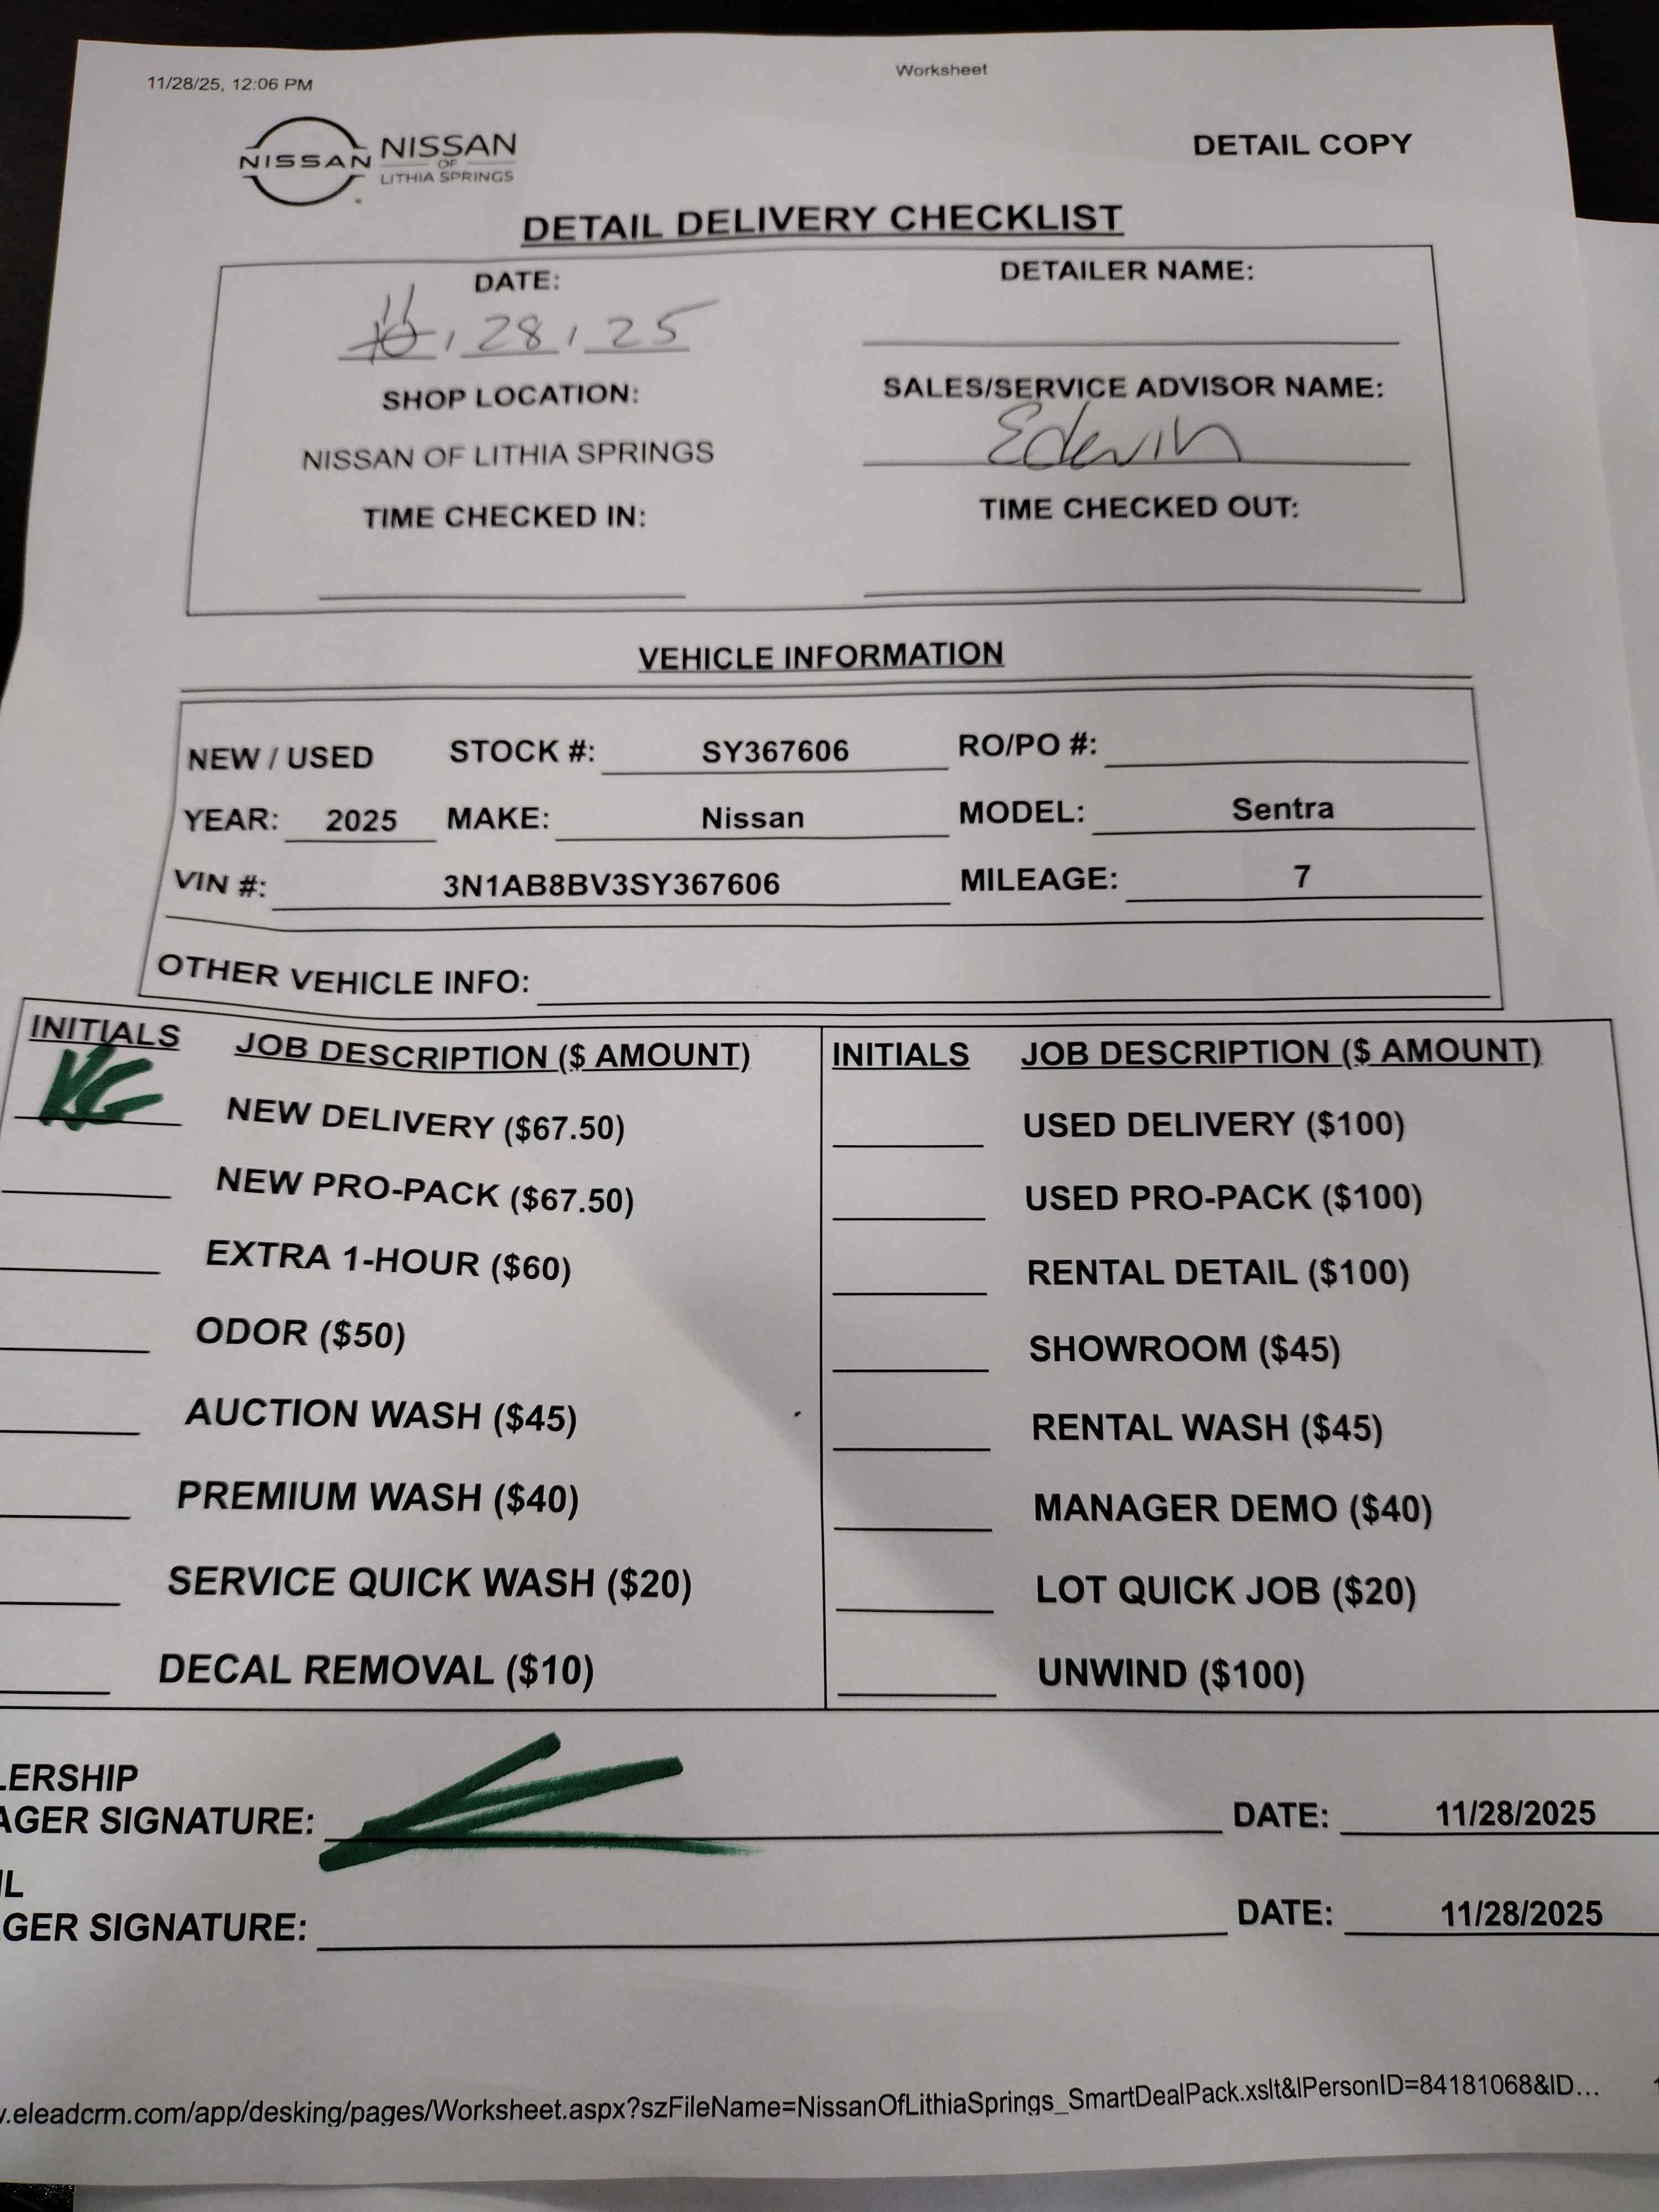 11/28/25, 12:06 PM
Worksheet
NISSAN
NISSAN
OF
LITHIA SPRINGS
DETAIL COPY
DETAIL DELIVERY CHECKLIST
DATE:
11, 28, 25
DETAILER NAME:
SHOP LOCATION:
NISSAN OF LITHIA SPRINGS
SALES/SERVICE ADVISOR NAME:
Edwin
TIME CHECKED IN:
TIME CHECKED OUT:
VEHICLE INFORMATION
NEW / USED STOCK #: SY367606 RO/PO #:
YEAR: 2025 MAKE: Nissan MODEL: Sentra
VIN #: 3N1AB8BV3SY367606 MILEAGE: 7
OTHER VEHICLE INFO:
INITIALS JOB DESCRIPTION ($ AMOUNT)
KG NEW DELIVERY ($67.50)
NEW PRO-PACK ($67.50)
EXTRA 1-HOUR ($60)
ODOR ($50)
AUCTION WASH ($45)
PREMIUM WASH ($40)
SERVICE QUICK WASH ($20)
DECAL REMOVAL ($10)
INITIALS JOB DESCRIPTION ($ AMOUNT)
USED DELIVERY ($100)
USED PRO-PACK ($100)
RENTAL DETAIL ($100)
SHOWROOM ($45)
RENTAL WASH ($45)
MANAGER DEMO ($40)
LOT QUICK JOB ($20)
UNWIND ($100)
LERSHIP
AGER SIGNATURE: DATE: 11/28/2025
IL
GER SIGNATURE: DATE: 11/28/2025
v.eleadcrm.com/app/desking/pages/Worksheet.aspx?szFileName=NissanOfLithiaSprings_SmartDealPack.xslt&lPersonID=84181068&ID...